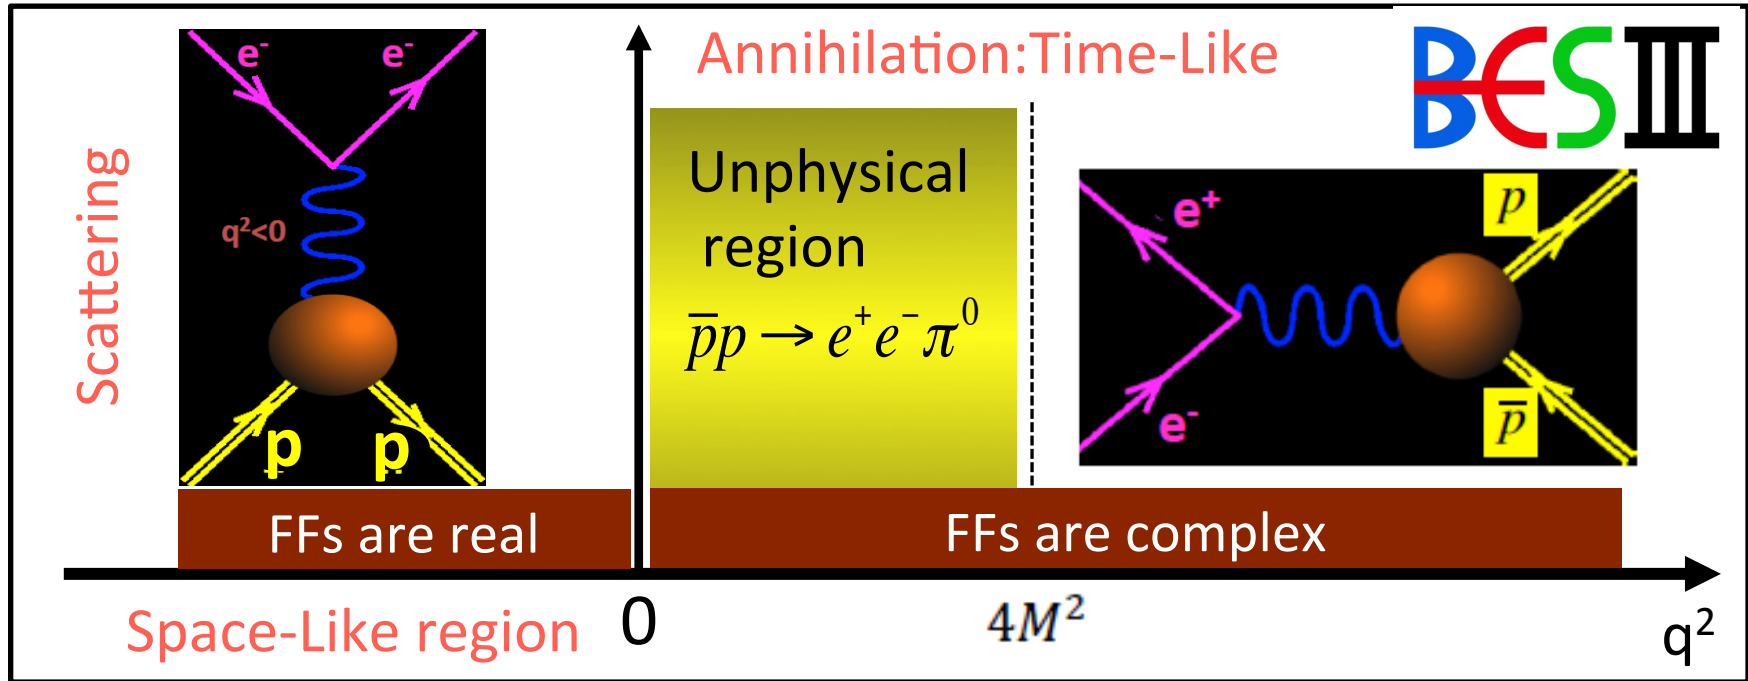 Annihilation:Time-Like
BESIII
Scattering
e⁻ e⁻
q²<0
p p
Unphysical
region
p̅p → e⁺e⁻π⁰
e⁺
e⁻
p
p̅
FFs are real
FFs are complex
Space-Like region
0
4M²
q²